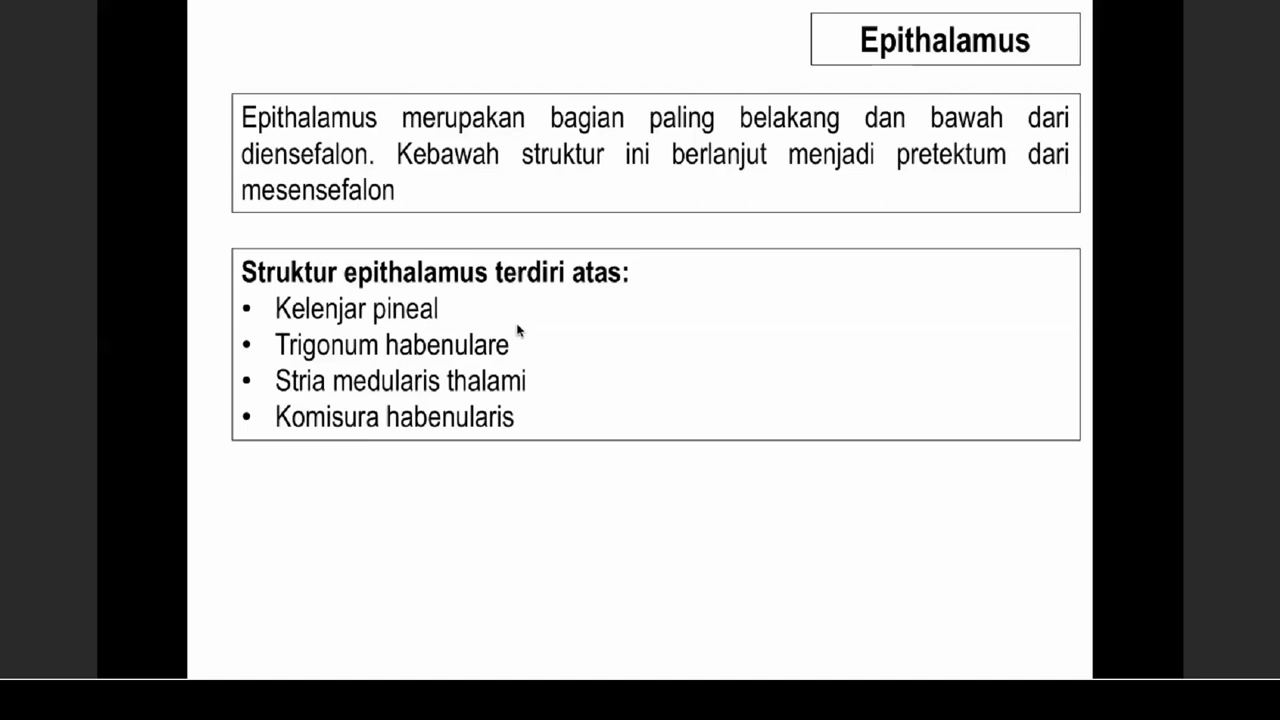 Epithalamus
Epithalamus merupakan bagian paling belakang dan bawah dari
diensefalon. Kebawah struktur ini berlanjut menjadi pretektum dari
mesensefalon
Struktur epithalamus terdiri atas:
• Kelenjar pineal
• Trigonum habenulare
• Stria medularis thalami
• Komisura habenularis